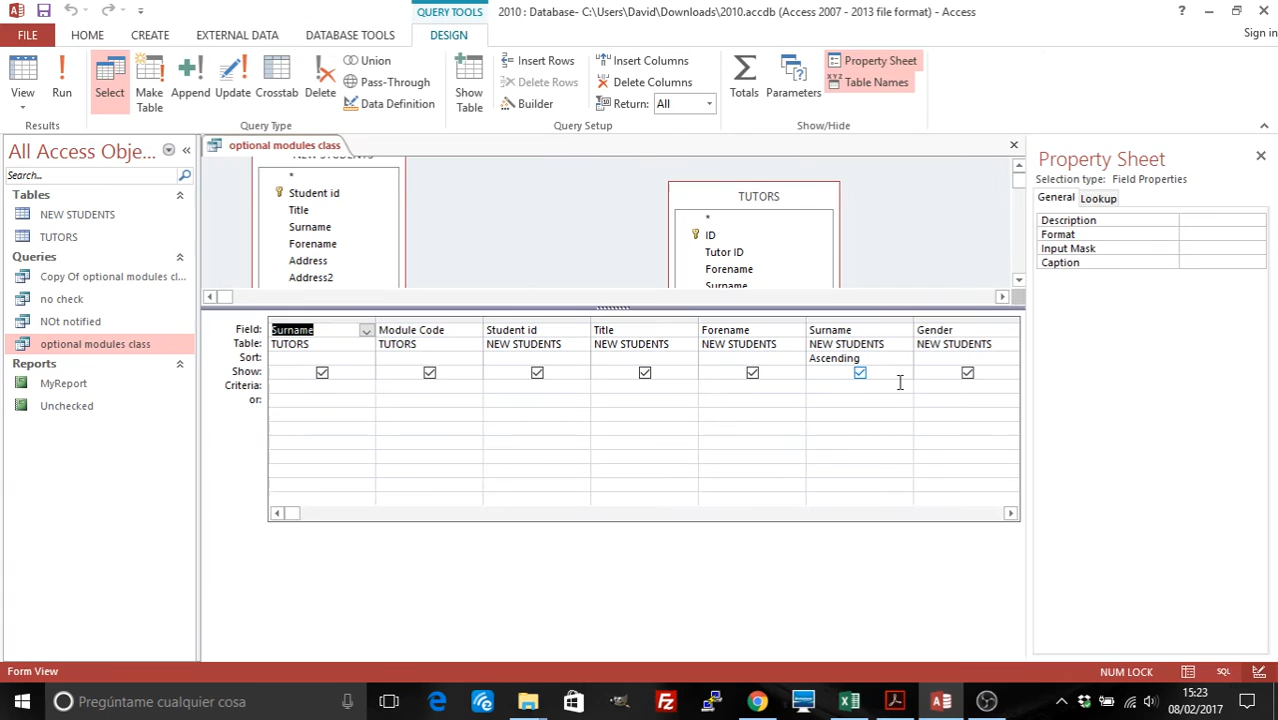 QUERY TOOLS
2010 : Database- C:\Users\David\Downloads\2010.accdb (Access 2007 - 2013 file format) - Access
?
FILE HOME CREATE EXTERNAL DATA DATABASE TOOLS DESIGN
Sign in
View Run Select Make Table Append Update Crosstab Delete
Union
Pass-Through
Data Definition
Show Table
Insert Rows
Delete Rows
Builder
Insert Columns
Delete Columns
Return: All
Totals Parameters
Property Sheet
Table Names
Results Query Type Query Setup Show/Hide
All Access Obje...
Search...
Tables
NEW STUDENTS
TUTORS
Queries
Copy Of optional modules cl...
no check
NOt notified
optional modules class
Reports
MyReport
Unchecked
optional modules class
NEW STUDENTS
*
Student id
Title
Surname
Forename
Address
Address2
TUTORS
*
ID
Tutor ID
Forename
Surname
Field: Surname Module Code Student id Title Forename Surname Gender
Table: TUTORS TUTORS NEW STUDENTS NEW STUDENTS NEW STUDENTS NEW STUDENTS NEW STUDENTS
Sort: Ascending
Show:
Criteria:
or:
Property Sheet
Selection type: Field Properties
General Lookup
Description
Format
Input Mask
Caption
Form View
NUM LOCK
SQL
Pregúntame cualquier cosa
15:23
08/02/2017